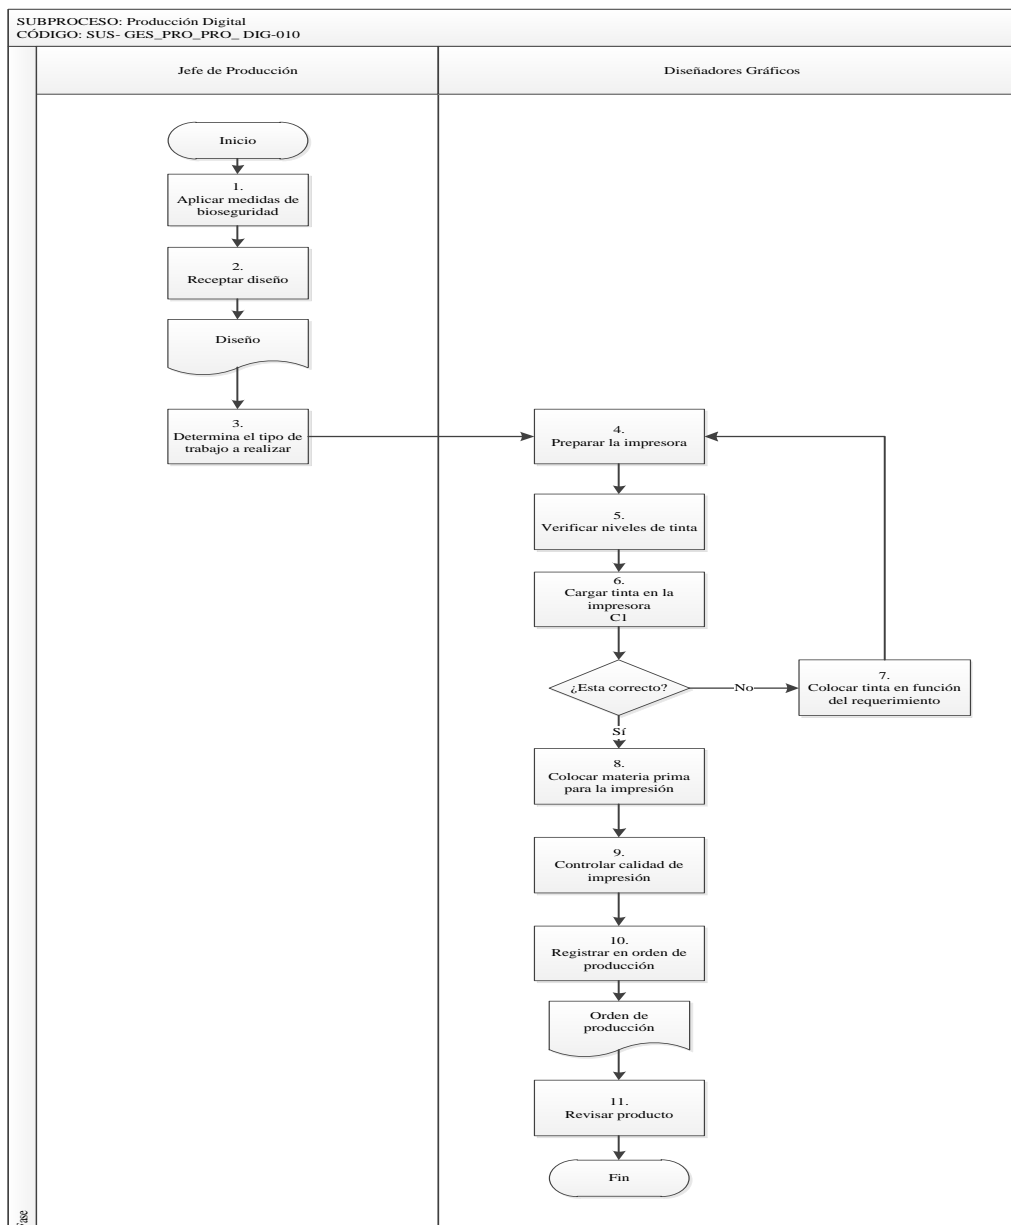 SUBPROCESO: Producción Digital
CÓDIGO: SUS- GES_PRO_PRO_ DIG-010
Jefe de Producción
Diseñadores Gráficos
Inicio
1.
Aplicar medidas de
bioseguridad
2.
Receptar diseño
Diseño
3.
Determina el tipo de
trabajo a realizar
4.
Preparar la impresora
5.
Verificar niveles de tinta
6.
Cargar tinta en la
impresora
C1
¿Esta correcto?
No
7.
Colocar tinta en función
del requerimiento
Sí
8.
Colocar materia prima
para la impresión
9.
Controlar calidad de
impresión
10.
Registrar en orden de
producción
Orden de
producción
11.
Revisar producto
Fin